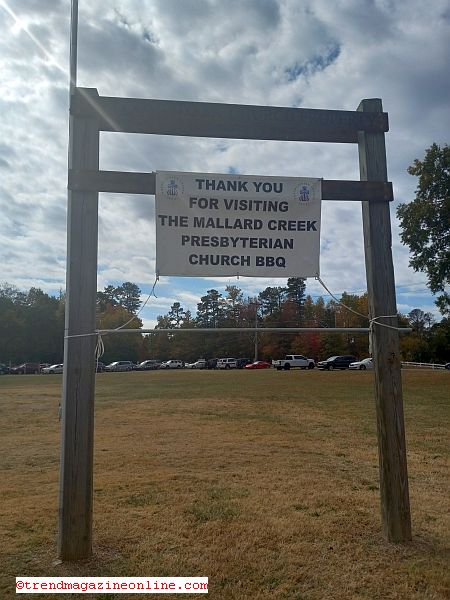 THANK YOU
FOR VISITING
THE MALLARD CREEK
PRESBYTERIAN
CHURCH BBQ
©trendmagazineonline.com